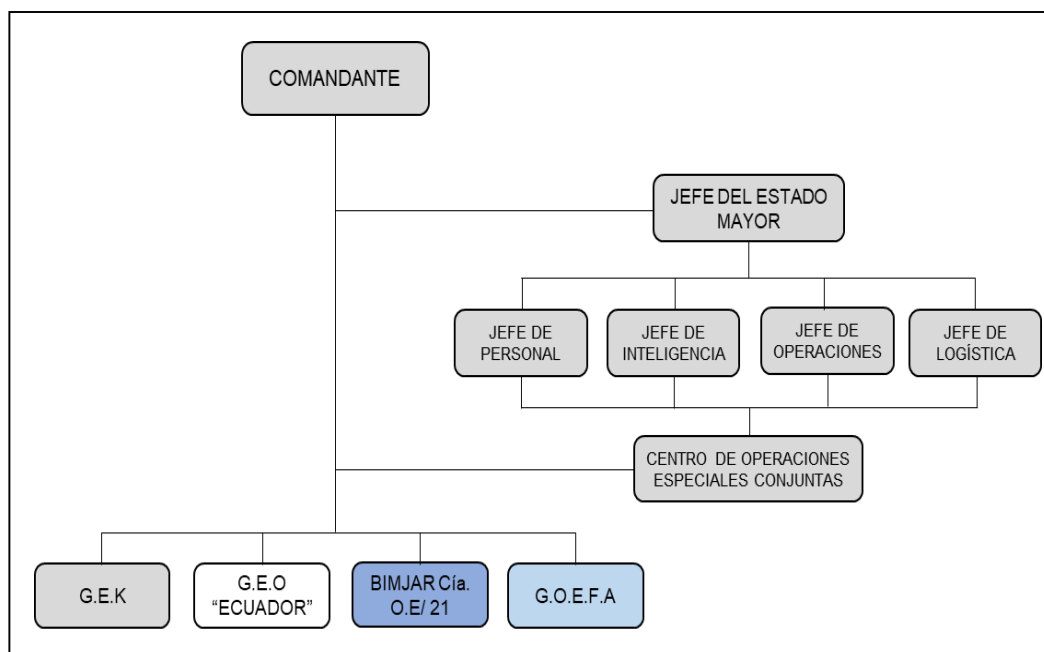 COMANDANTE
JEFE DEL ESTADO
MAYOR
JEFE DE
PERSONAL
JEFE DE
INTELIGENCIA
JEFE DE
OPERACIONES
JEFE DE
LOGÍSTICA
CENTRO DE OPERACIONES
ESPECIALES CONJUNTAS
G.E.K
G.E.O
“ECUADOR”
BIMJAR Cía.
O.E/ 21
G.O.E.F.A